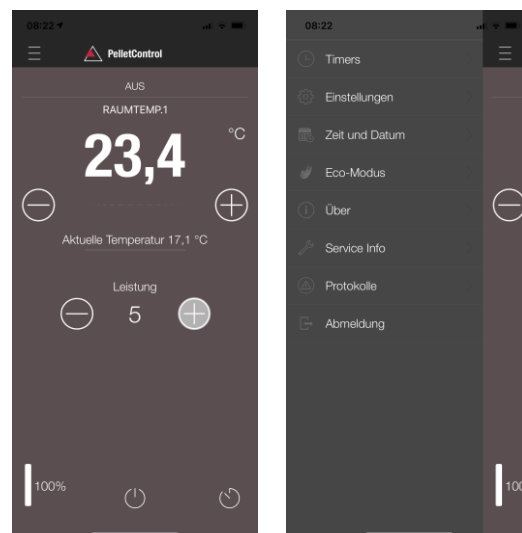 08:22
PelletControl
AUS
RAUMTEMP.1
23,4 °C
Aktuelle Temperatur 17,1 °C
Leistung
5
100%
08:22
Timers
Einstellungen
Zeit und Datum
Eco-Modus
Über
Service Info
Protokolle
Abmeldung
100